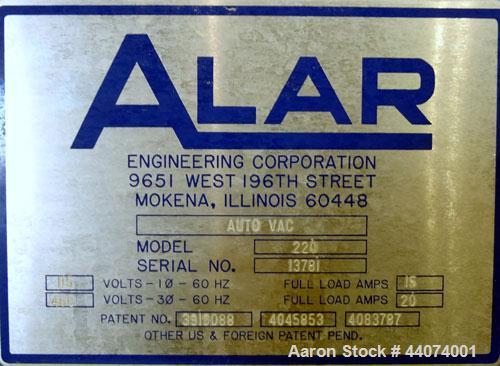 ALAR
ENGINEERING CORPORATION
9651 WEST 196TH STREET
MOKENA, ILLINOIS 60448
AUTO VAC
MODEL 220
SERIAL NO. 13781
115 VOLTS-1Ø-60 HZ FULL LOAD AMPS 15
VOLTS-3Ø-60 HZ FULL LOAD AMPS 20
PATENT NO. 4045853 4083787
OTHER US & FOREIGN PATENT PEND.
Aaron Stock # 44074001